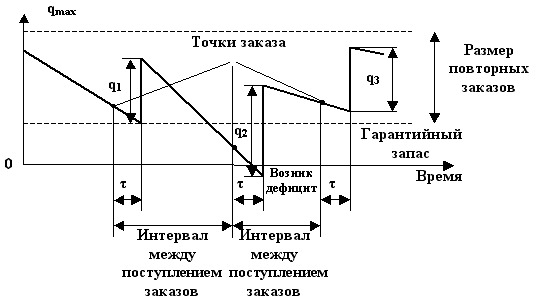 qmax
Точки заказа
Размер
повторных
заказов
q1
q2
q3
Гарантийный
запас
0
Возник
дефицит
Время
τ
τ
τ
Интервал
между
поступлением
заказов
Интервал
между
поступлением
заказов